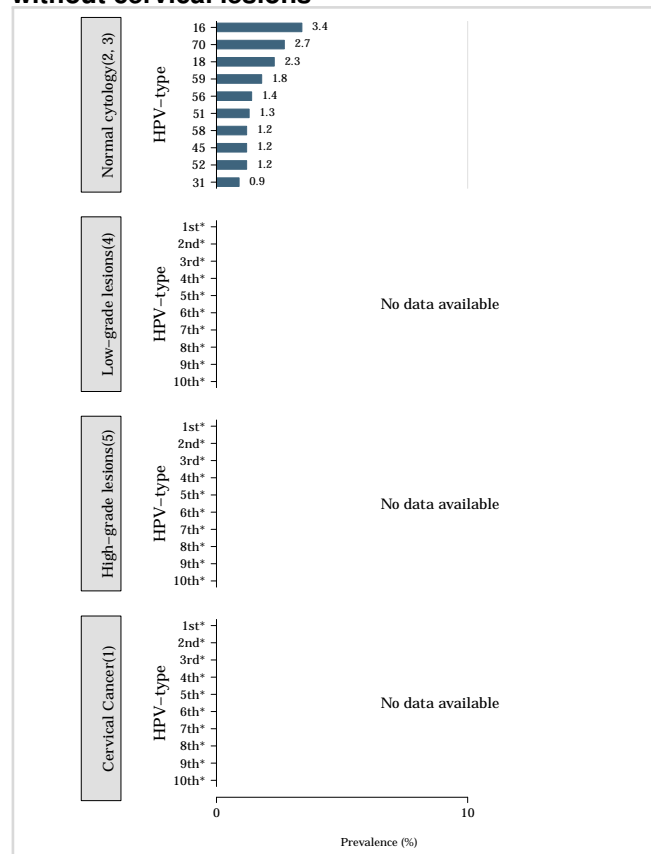 without cervical lesions
Normal cytology(2, 3)
HPV−type
16 3.4
70 2.7
18 2.3
59 1.8
56 1.4
51 1.3
58 1.2
45 1.2
52 1.2
31 0.9
Low−grade lesions(4)
HPV−type
1st*
2nd*
3rd*
4th*
5th*
6th*
7th*
8th*
9th*
10th*
No data available
High−grade lesions(5)
HPV−type
1st*
2nd*
3rd*
4th*
5th*
6th*
7th*
8th*
9th*
10th*
No data available
Cervical Cancer(1)
HPV−type
1st*
2nd*
3rd*
4th*
5th*
6th*
7th*
8th*
9th*
10th*
No data available
0 10
Prevalence (%)